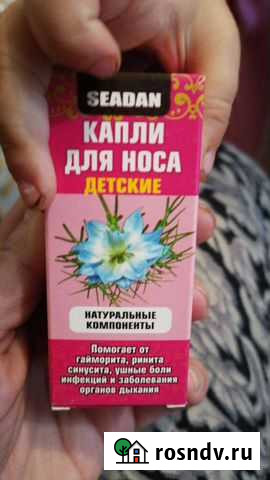 SEADAN
КАПЛИ
ДЛЯ НОСА
ДЕТСКИЕ
НАТУРАЛЬНЫЕ
КОМПОНЕНТЫ
Помогает от
гайморита, ринита
синусита, ушные боли
инфекций и заболевания
органов дыхания
rosndv.ru